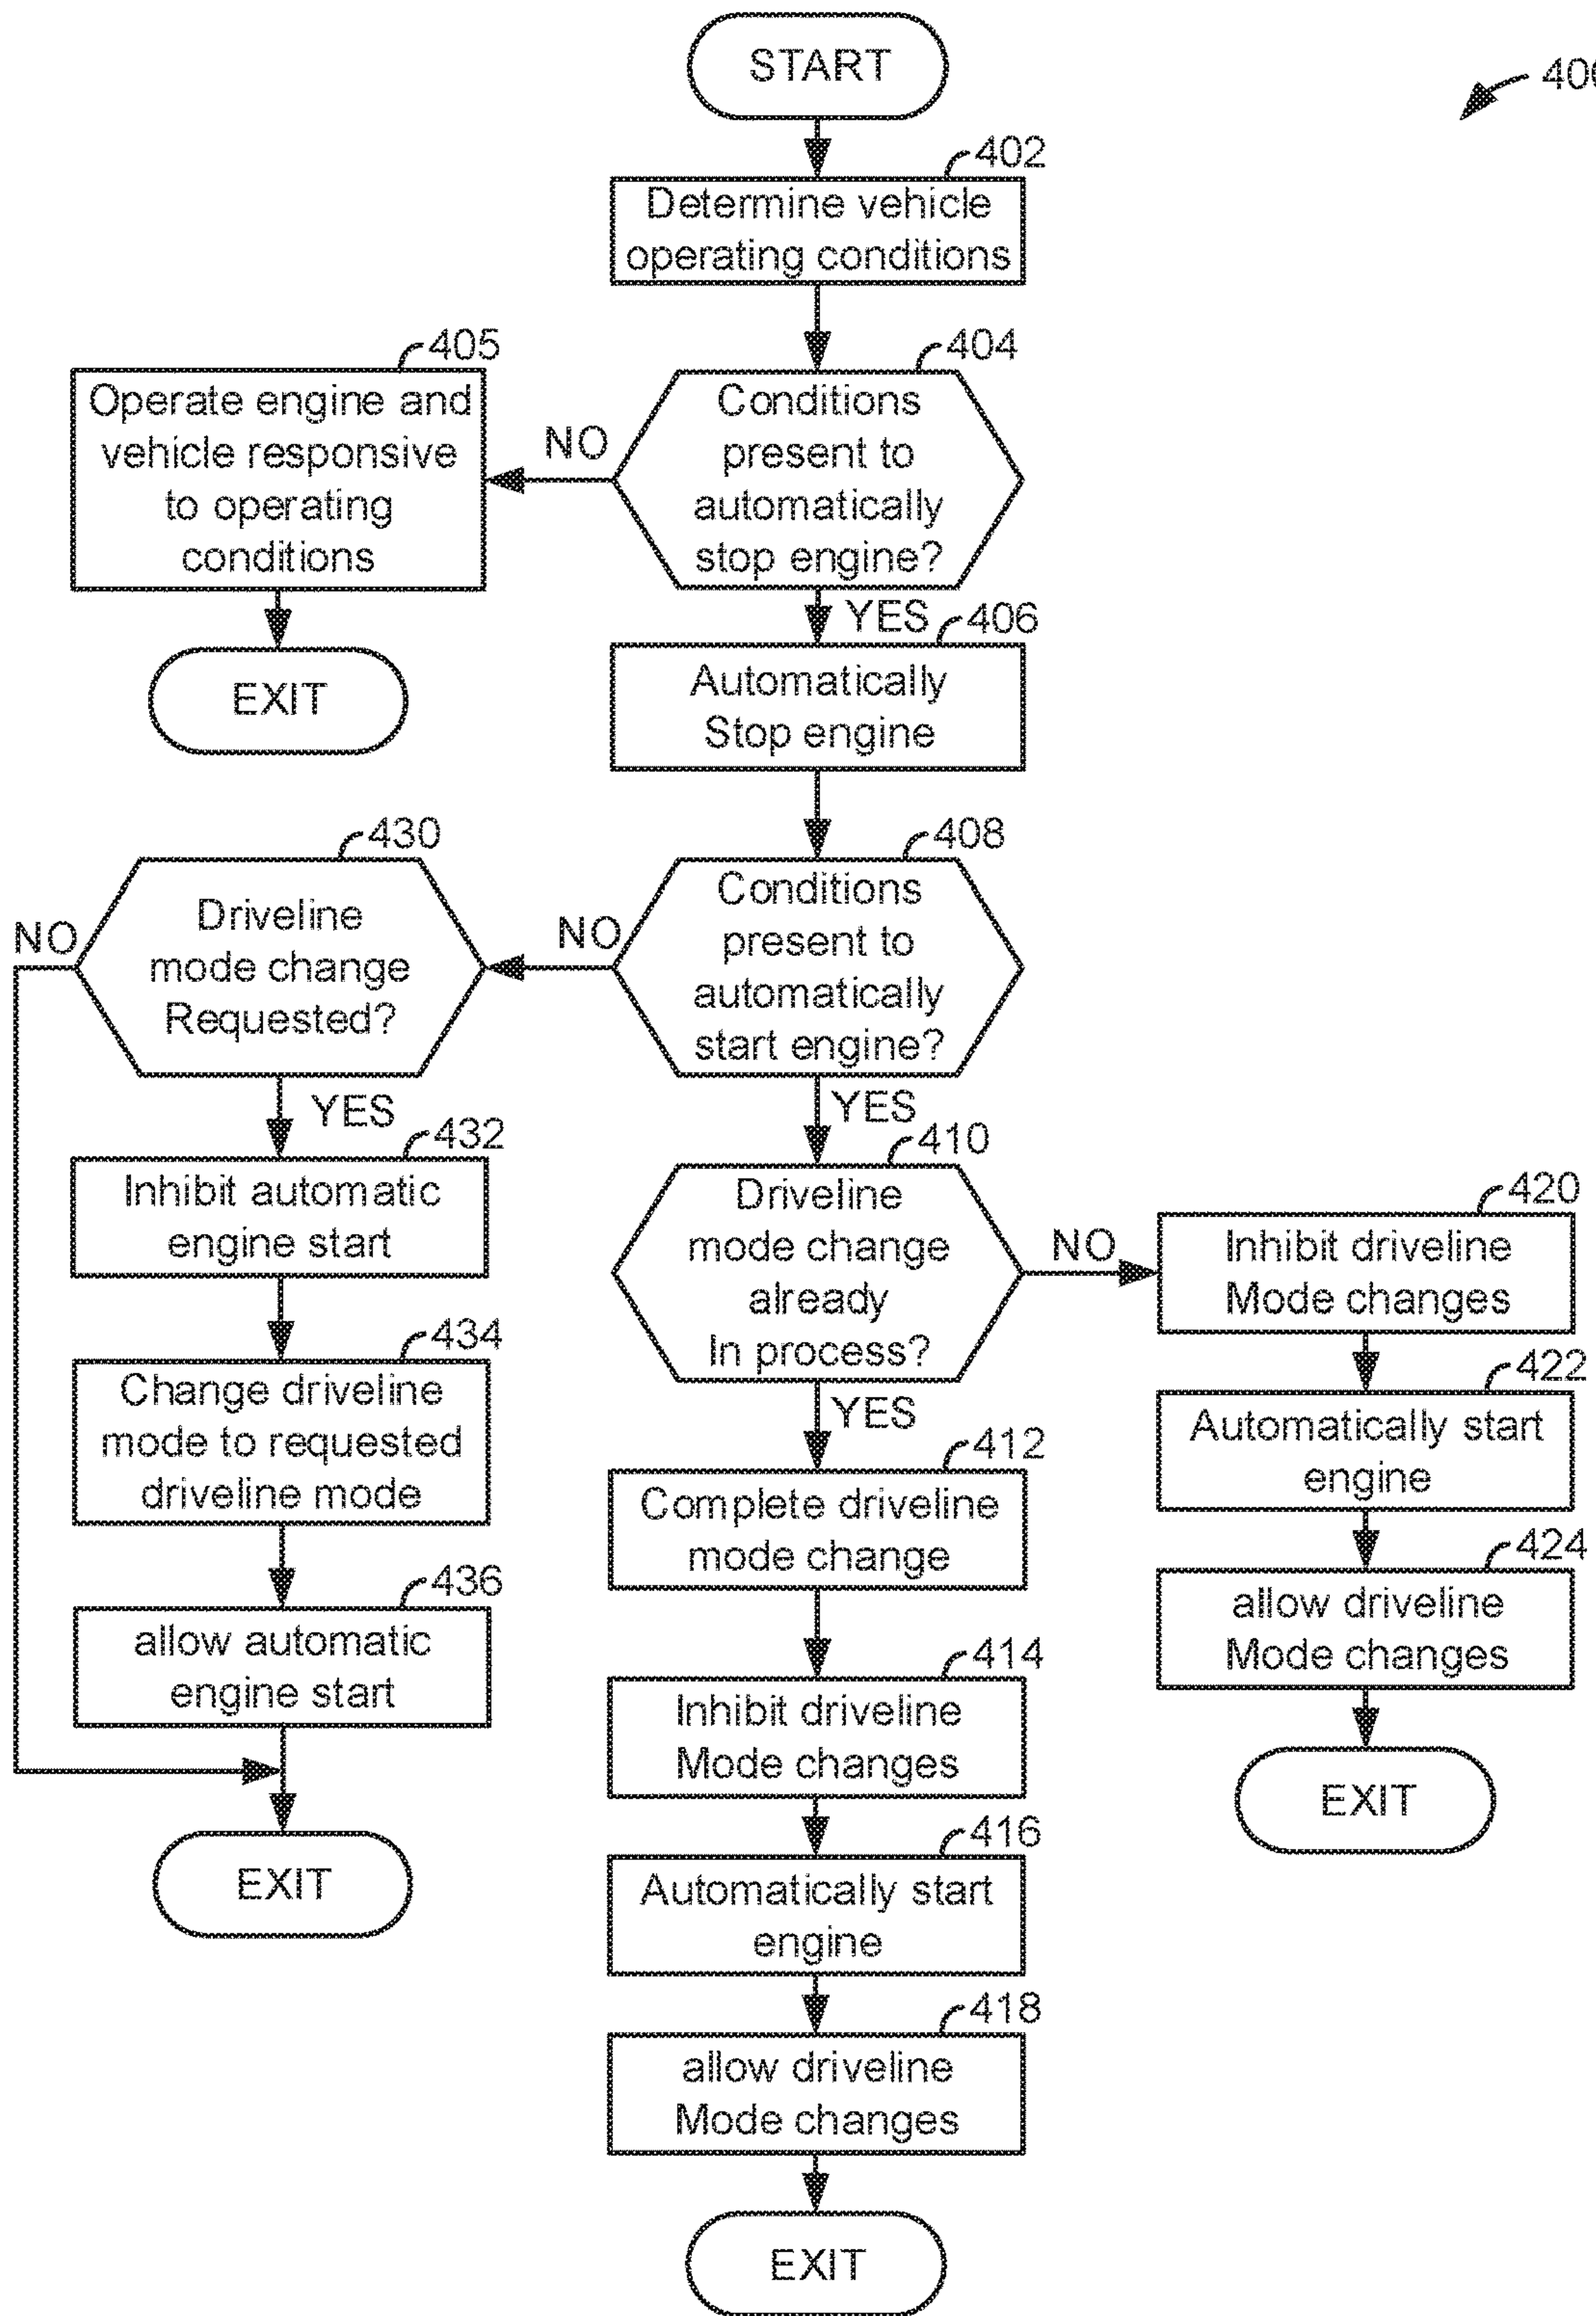 START
400
402
Determine vehicle
operating conditions
405
Operate engine and
vehicle responsive
to operating
conditions
404
Conditions
present to
automatically
stop engine?
NO
EXIT
YES
406
Automatically
Stop engine
430
Driveline
mode change
Requested?
NO
408
Conditions
present to
automatically
start engine?
NO
YES
432
Inhibit automatic
engine start
434
Change driveline
mode to requested
driveline mode
436
allow automatic
engine start
EXIT
YES
410
Driveline
mode change
already
In process?
NO
YES
412
Complete driveline
mode change
414
Inhibit driveline
Mode changes
416
Automatically start
engine
418
allow driveline
Mode changes
EXIT
420
Inhibit driveline
Mode changes
422
Automatically start
engine
424
allow driveline
Mode changes
EXIT